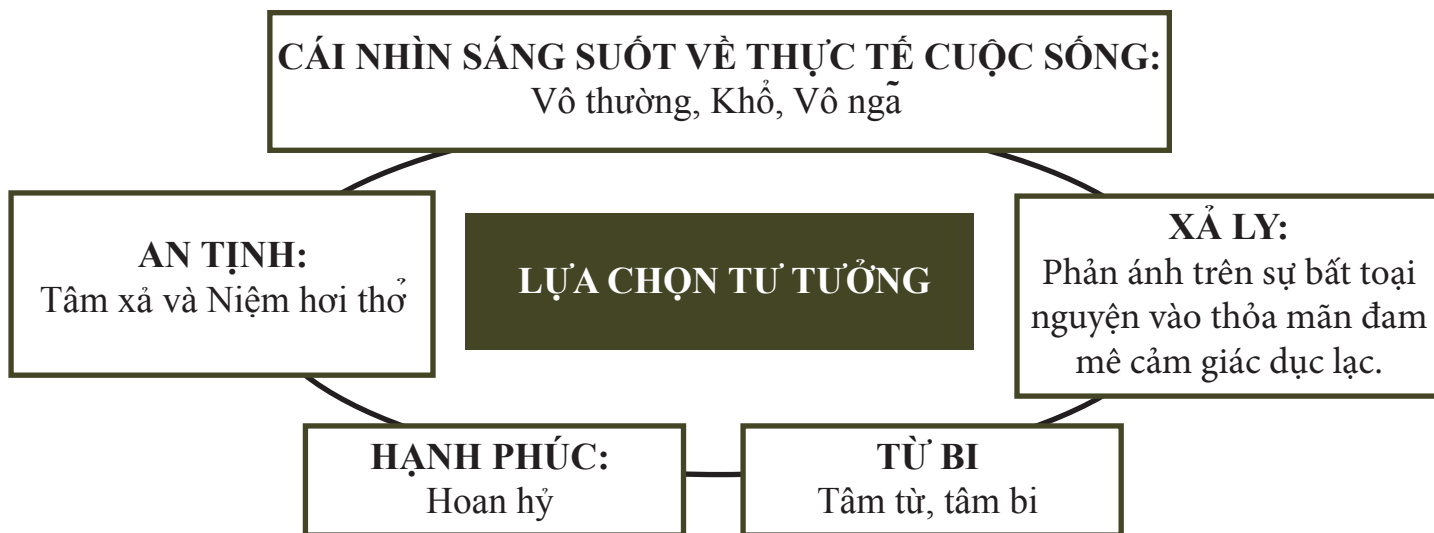 CÁI NHÌN SÁNG SUỐT VỀ THỰC TẾ CUỘC SỐNG:
Vô thường, Khổ, Vô ngã
AN TỊNH:
Tâm xả và Niệm hơi thở
LỰA CHỌN TƯ TƯỞNG
XẢ LY:
Phản ánh trên sự bất toại
nguyện vào thỏa mãn đam
mê cảm giác dục lạc.
HẠNH PHÚC:
Hoan hỷ
TỪ BI
Tâm từ, tâm bi